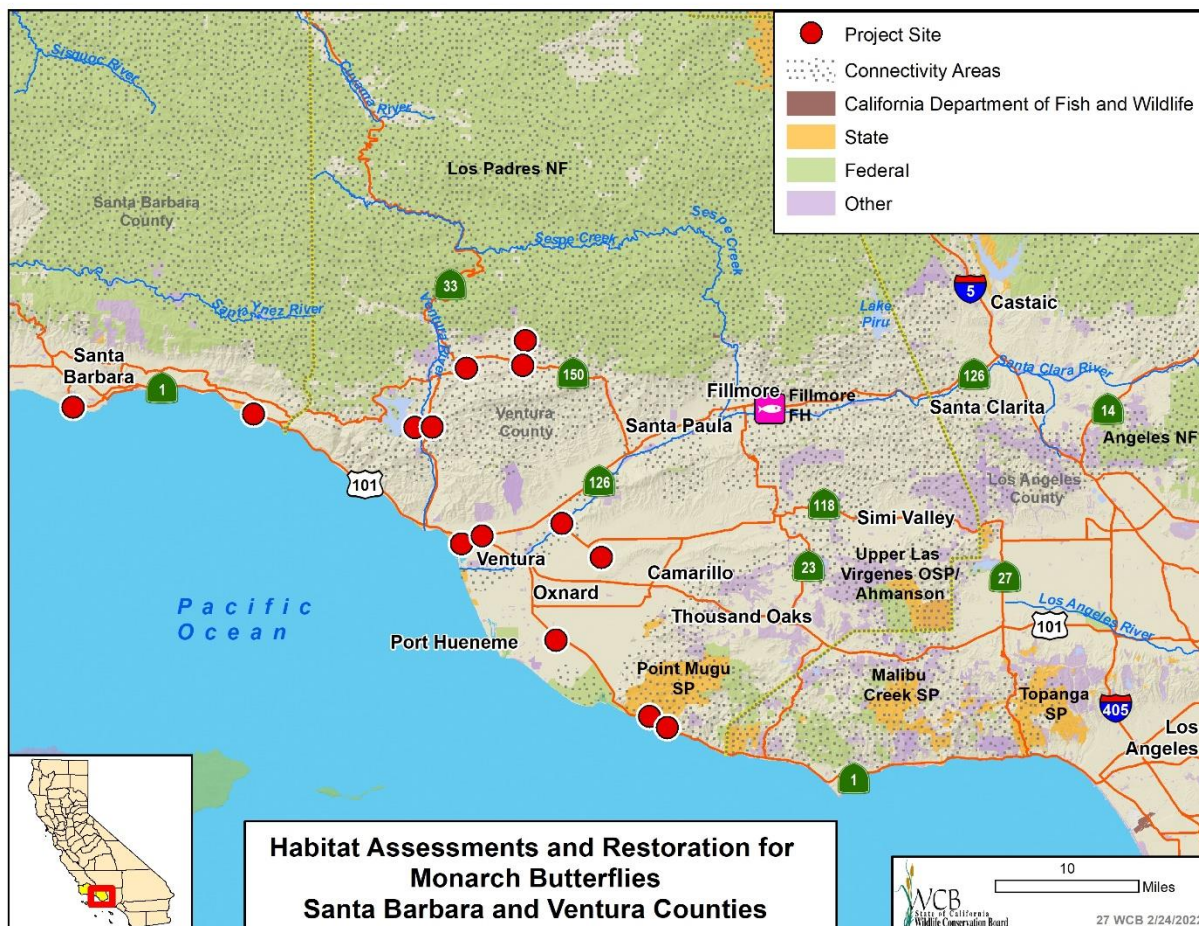 Project Site
Connectivity Areas
California Department of Fish and Wildlife
State
Federal
Other
Sisquoc River
Cuyama River
Los Padres NF
Santa Barbara
County
Sespe Creek
Sespe Creek
Santa Ynez River
33
Ventura River
Lake
Piru
5
Castaic
Santa
Barbara
1
150
Fillmore
Fillmore
FH
126
Santa Clara River
Santa Clarita
14
Angeles NF
Ventura
County
Santa Paula
101
126
Los Angeles
County
118
Simi Valley
Ventura
Oxnard
Camarillo
23
Upper Las
Virgenes OSP/
Ahmanson
27
Pacific
Ocean
Thousand Oaks
Los Angeles River
101
Port Hueneme
Point Mugu
SP
Malibu
Creek SP
Topanga
SP
405
Los
Angeles
1
Habitat Assessments and Restoration for
Monarch Butterflies
Santa Barbara and Ventura Counties
WCB
State of California
Wildlife Conservation Board
10
Miles
27 WCB 2/24/2022